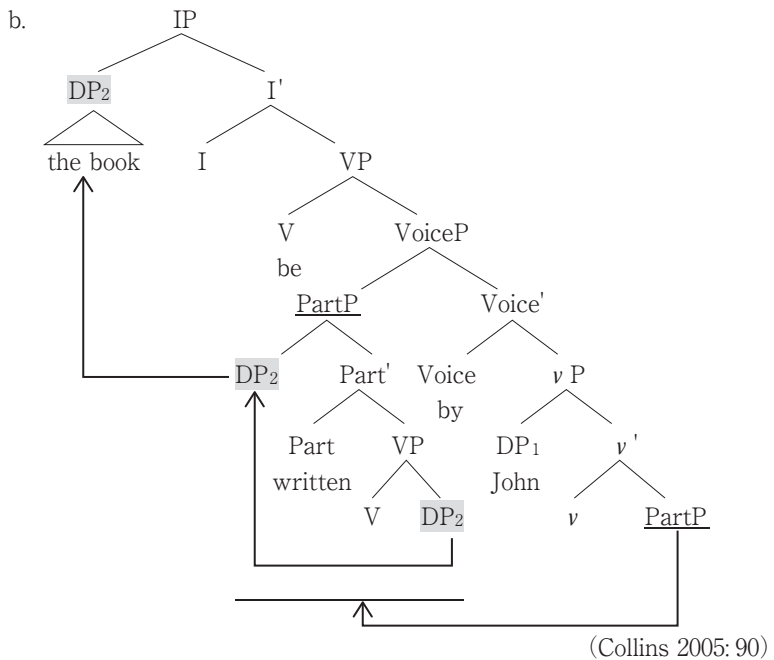 b.
IP
DP2 I'
the book I VP
V VoiceP
be
PartP Voice'
DP2 Part' Voice v P
by
Part VP DP1 v '
written John
V DP2 v PartP
(Collins 2005: 90)